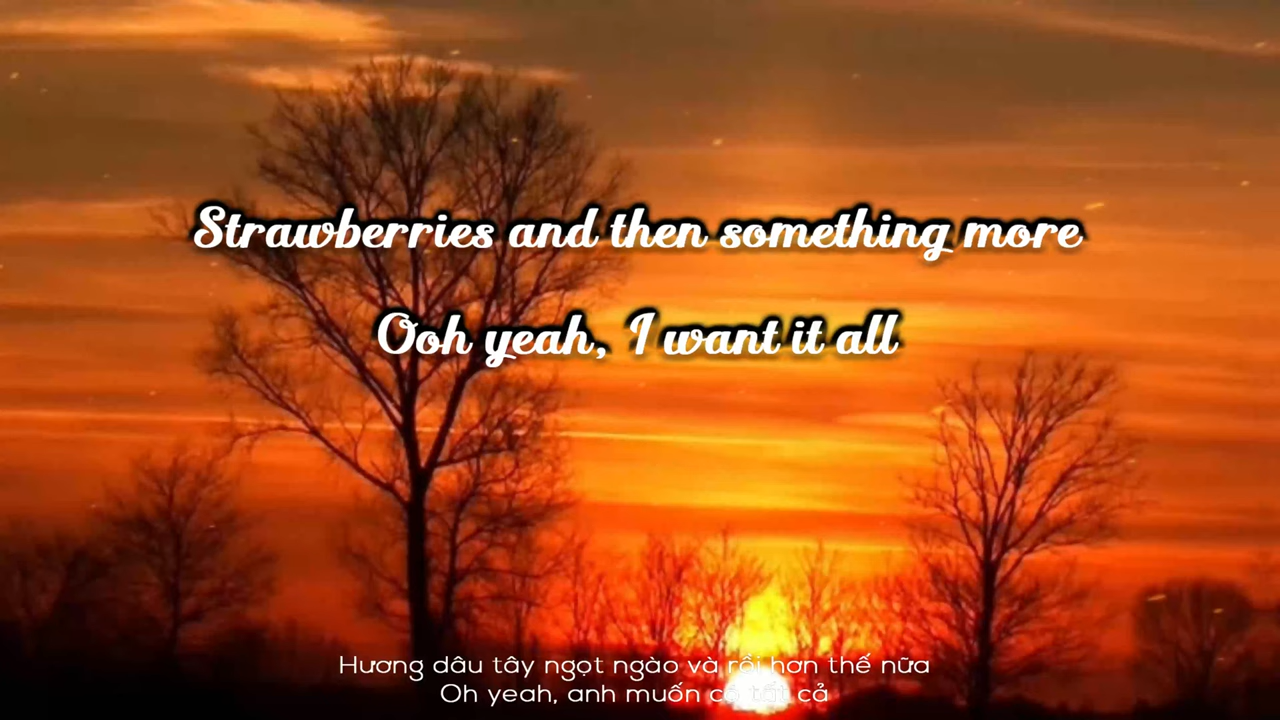 Strawberries and then something more
Ooh yeah, I want it all
Hương dâu tây ngọt ngào và rồi hơn thế nữa
Oh yeah, anh muốn có tất cả